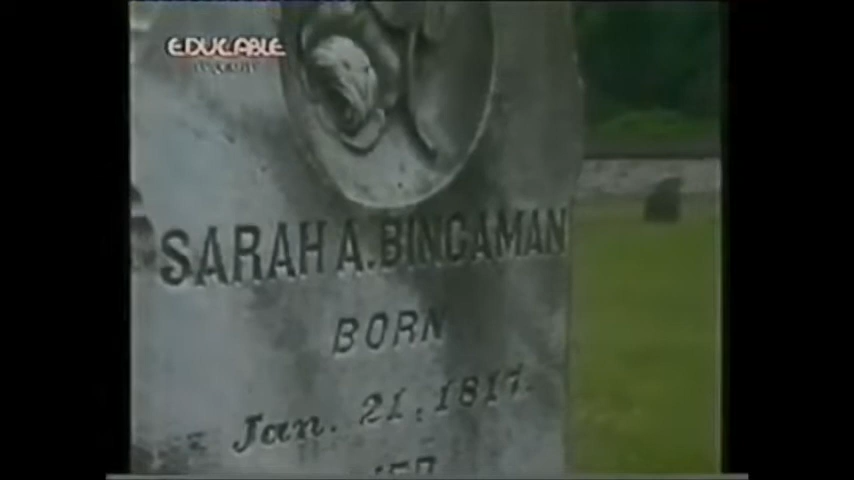 EDUCABLE
SARAH A. BINGAMAN
BORN
Jan. 21, 1817.